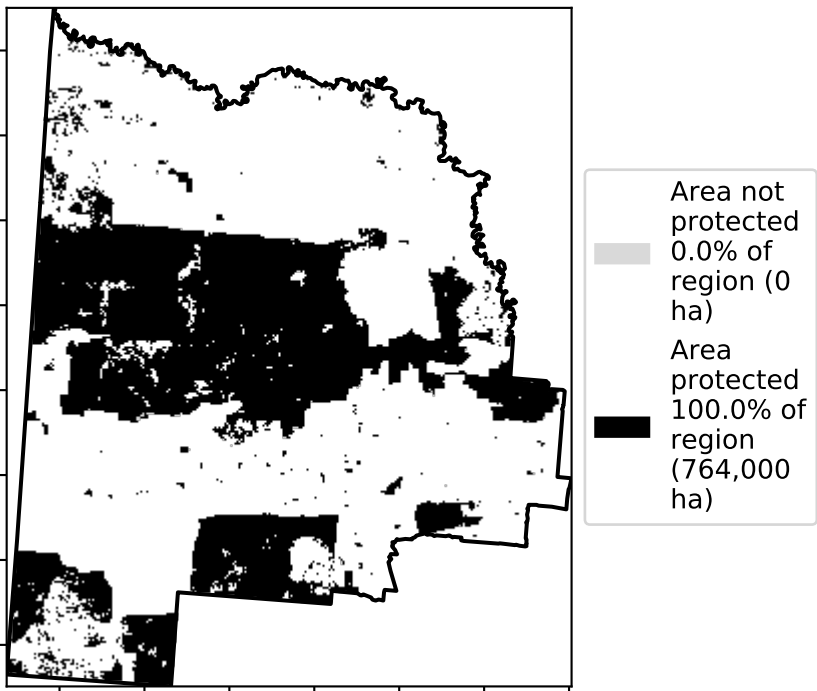 Area not
protected
0.0% of
region (0
ha)
Area
protected
100.0% of
region
(764,000
ha)